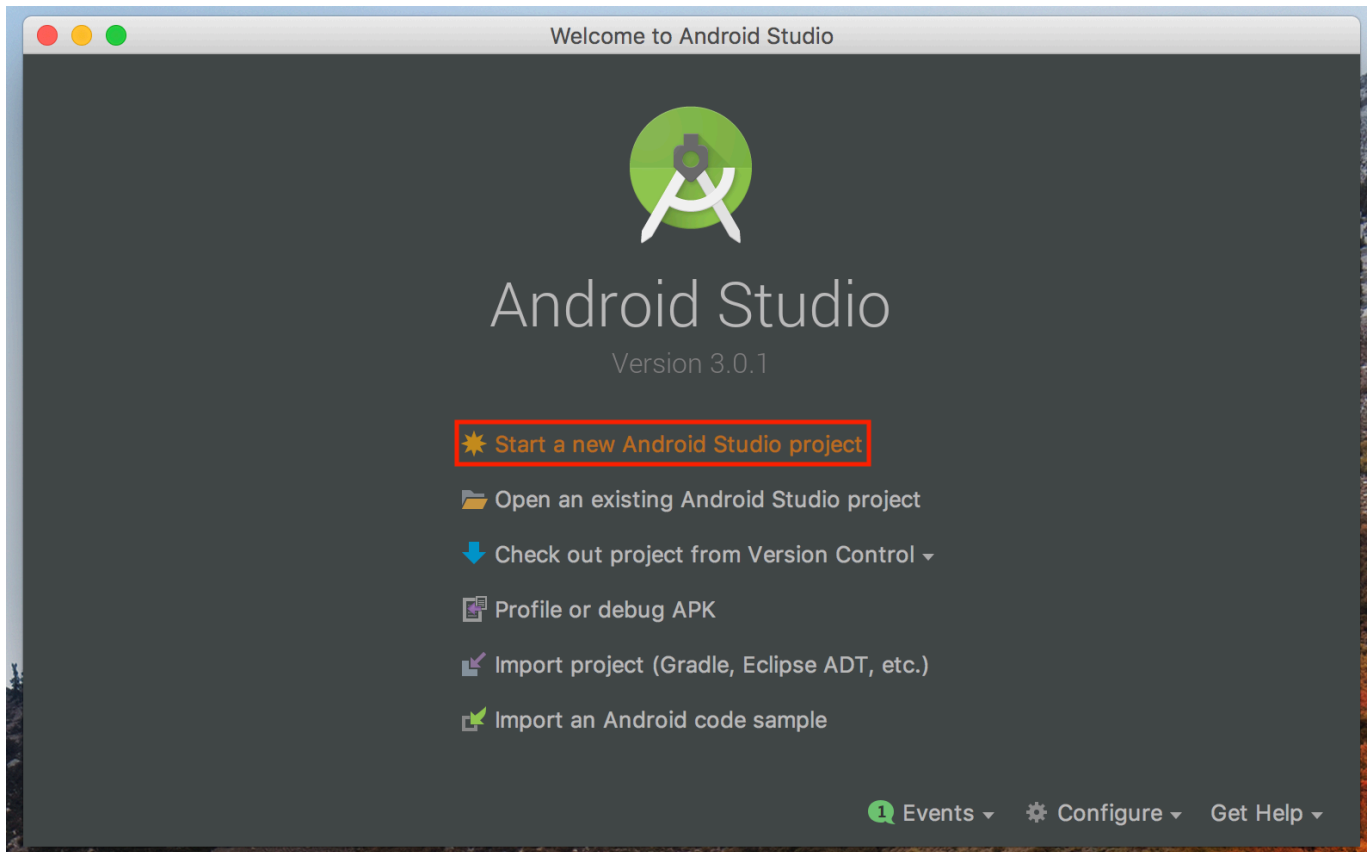 Welcome to Android Studio
Android Studio
Version 3.0.1
Start a new Android Studio project
Open an existing Android Studio project
Check out project from Version Control
Profile or debug APK
Import project (Gradle, Eclipse ADT, etc.)
Import an Android code sample
1 Events Configure Get Help